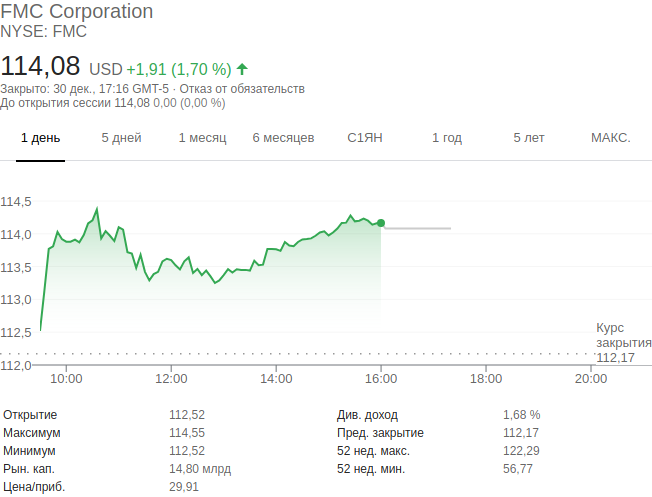 FMC Corporation
NYSE: FMC
114,08 USD +1,91 (1,70 %)
Закрыто: 30 дек., 17:16 GMT-5 · Отказ от обязательств
До открытия сессии 114,08 0,00 (0,00 %)
1 день 5 дней 1 месяц 6 месяцев С1ЯН 1 год 5 лет МАКС.
114,5
114,0
113,5
113,0
112,5
Курс
закрытия
112,17
112,0
10:00 12:00 14:00 16:00 18:00 20:00
Открытие 112,52 Див. доход 1,68 %
Максимум 114,55 Пред. закрытие 112,17
Минимум 112,52 52 нед. макс. 122,29
Рын. кап. 14,80 млрд 52 нед. мин. 56,77
Цена/приб. 29,91